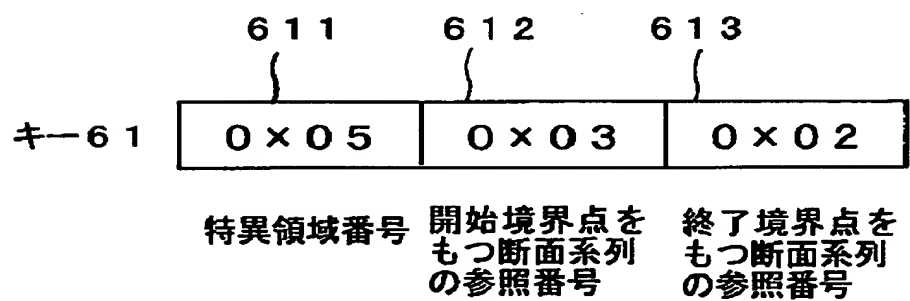 ６１１ ６１２ ６１３
キー６１ ０×０５ ０×０３ ０×０２
特異領域番号
開始境界点を
もつ断面系列
の参照番号
終了境界点を
もつ断面系列
の参照番号